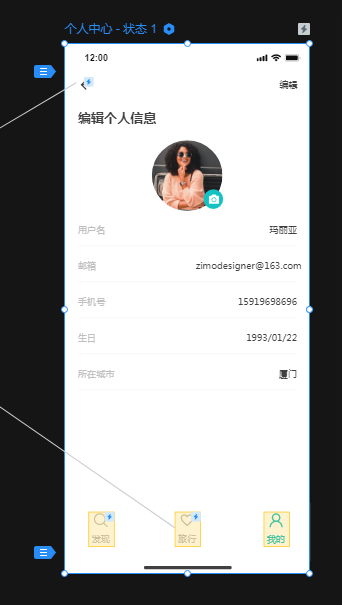 个人中心 - 状态 1
12:00
编辑
编辑个人信息
用户名 玛丽亚
邮箱 zimodesigner@163.com
手机号 15919698696
生日 1993/01/22
所在城市 厦门
发现 旅行 我的